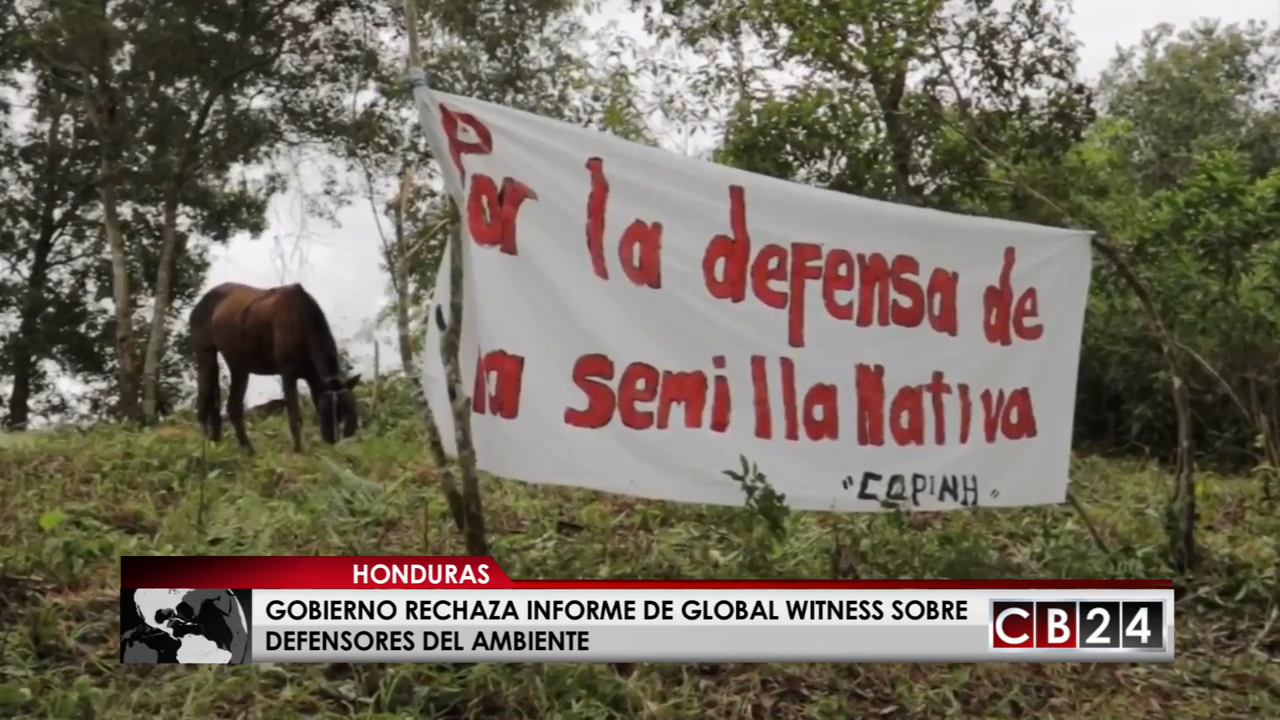 Por la defensa de
la semilla Nativa
"COPINH"
HONDURAS
GOBIERNO RECHAZA INFORME DE GLOBAL WITNESS SOBRE
DEFENSORES DEL AMBIENTE
CB24